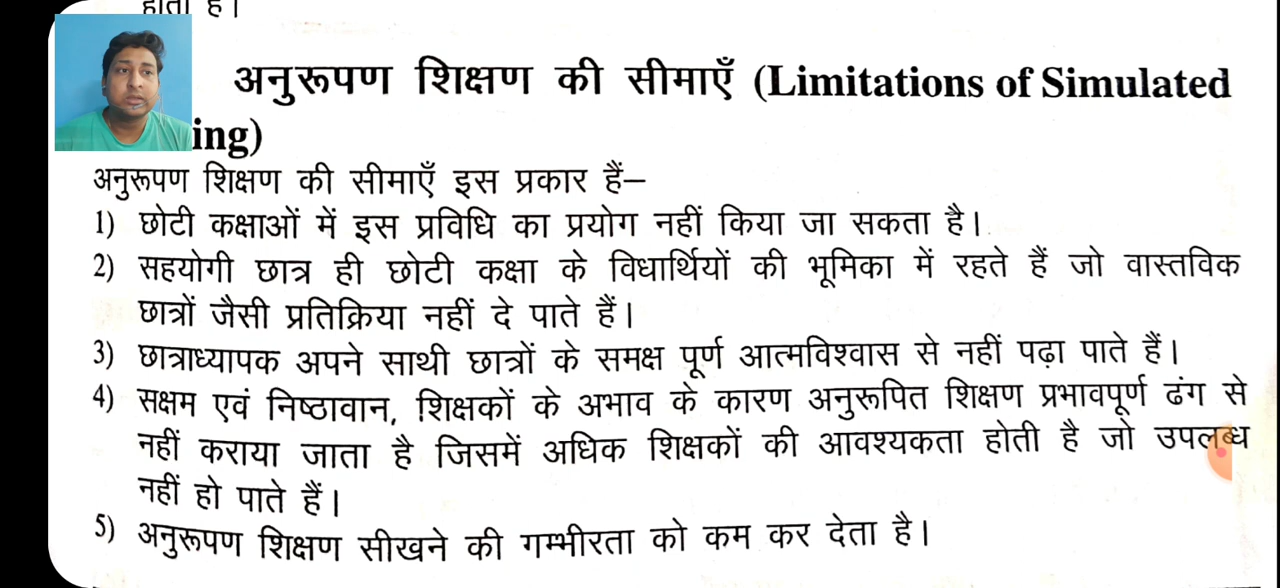 होता है।
अनुरूपण शिक्षण की सीमाएँ (Limitations of Simulated
ing)
अनुरूपण शिक्षण की सीमाएँ इस प्रकार हैं–
1) छोटी कक्षाओं में इस प्रविधि का प्रयोग नहीं किया जा सकता है।
2) सहयोगी छात्र ही छोटी कक्षा के विधार्थियों की भूमिका में रहते हैं जो वास्तविक
छात्रों जैसी प्रतिक्रिया नहीं दे पाते हैं।
3) छात्राध्यापक अपने साथी छात्रों के समक्ष पूर्ण आत्मविश्वास से नहीं पढ़ा पाते हैं।
4) सक्षम एवं निष्ठावान, शिक्षकों के अभाव के कारण अनुरूपित शिक्षण प्रभावपूर्ण ढंग से
नहीं कराया जाता है जिसमें अधिक शिक्षकों की आवश्यकता होती है जो उपलब्ध
नहीं हो पाते हैं।
5) अनुरूपण शिक्षण सीखने की गम्भीरता को कम कर देता है।